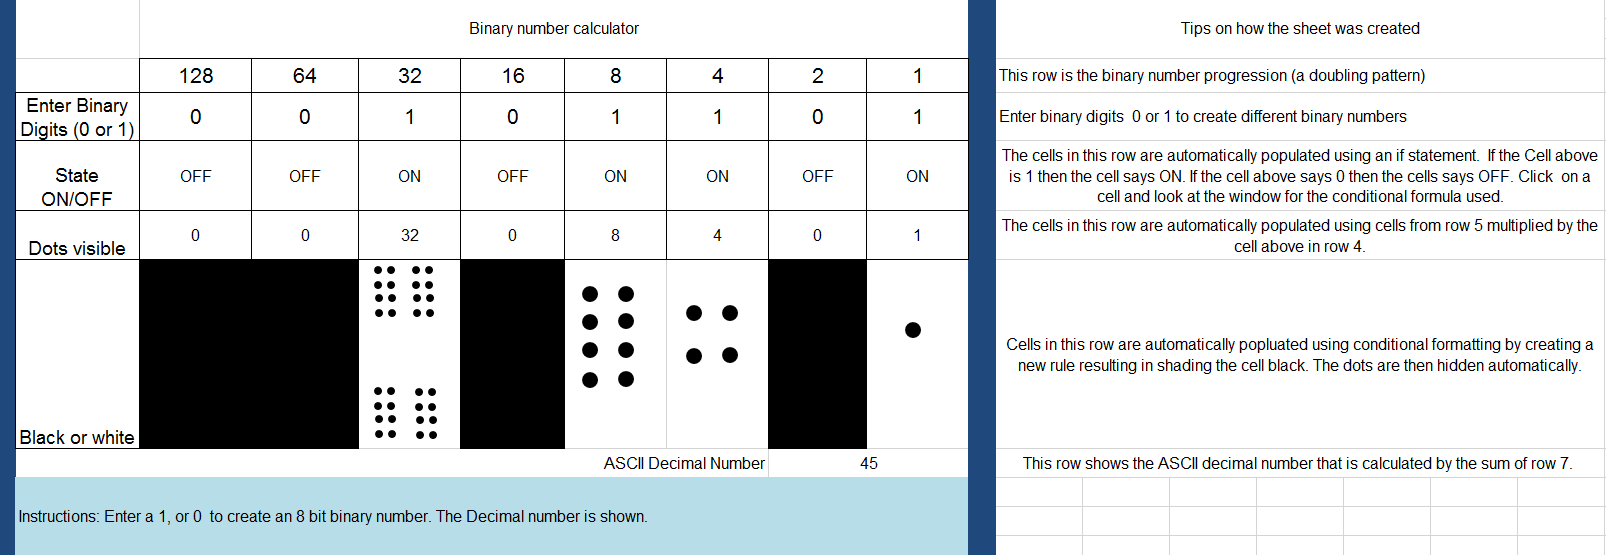 Binary number calculator
Tips on how the sheet was created
128 64 32 16 8 4 2 1
This row is the binary number progression (a doubling pattern)
Enter Binary
Digits (0 or 1)
0 0 1 0 1 1 0 1
Enter binary digits  0 or 1 to create different binary numbers
State
ON/OFF
OFF OFF ON OFF ON ON OFF ON
The cells in this row are automatically populated using an if statement.  If the Cell above
is 1 then the cell says ON. If the cell above says 0 then the cells says OFF. Click  on a
cell and look at the window for the conditional formula used.
Dots visible
0 0 32 0 8 4 0 1
The cells in this row are automatically populated using cells from row 5 multiplied by the
cell above in row 4.
Black or white
Cells in this row are automatically popluated using conditional formatting by creating a
new rule resulting in shading the cell black. The dots are then hidden automatically.
ASCII Decimal Number 45
This row shows the ASCII decimal number that is calculated by the sum of row 7.
Instructions: Enter a 1, or 0  to create an 8 bit binary number. The Decimal number is shown.